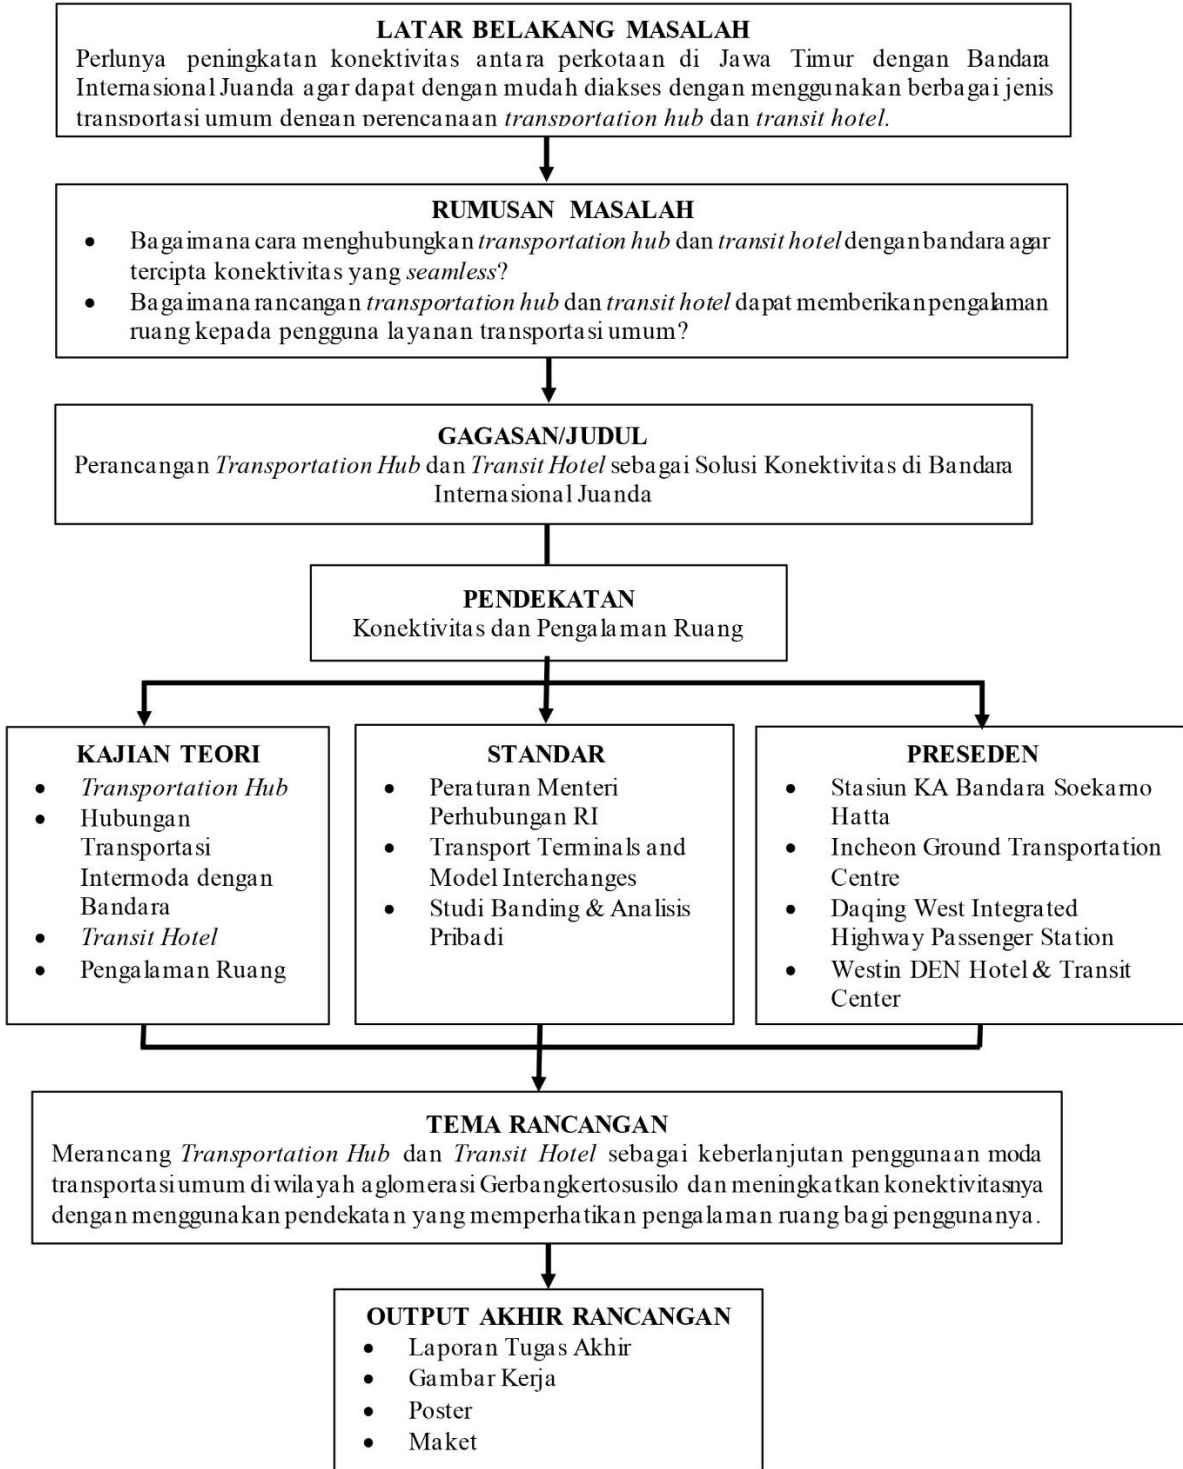 LATAR BELAKANG MASALAH
Perlunya peningkatan konektivitas antara perkotaan di Jawa Timur dengan Bandara
Internasional Juanda agar dapat dengan mudah diakses dengan menggunakan berbagai jenis
transportasi umum dengan perencanaan transportation hub dan transit hotel.
RUMUSAN MASALAH
• Bagaimana cara menghubungkan transportation hub dan transit hotel dengan bandara agar
tercipta konektivitas yang seamless?
• Bagaimana rancangan transportation hub dan transit hotel dapat memberikan pengalaman
ruang kepada pengguna layanan transportasi umum?
GAGASAN/JUDUL
Perancangan Transportation Hub dan Transit Hotel sebagai Solusi Konektivitas di Bandara
Internasional Juanda
PENDEKATAN
Konektivitas dan Pengalaman Ruang
KAJIAN TEORI
• Transportation Hub
• Hubungan
Transportasi
Intermoda dengan
Bandara
• Transit Hotel
• Pengalaman Ruang
STANDAR
• Peraturan Menteri
Perhubungan RI
• Transport Terminals and
Model Interchanges
• Studi Banding & Analisis
Pribadi
PRESEDEN
• Stasiun KA Bandara Soekarno
Hatta
• Incheon Ground Transportation
Centre
• Daqing West Integrated
Highway Passenger Station
• Westin DEN Hotel & Transit
Center
TEMA RANCANGAN
Merancang Transportation Hub dan Transit Hotel sebagai keberlanjutan penggunaan moda
transportasi umum di wilayah aglomerasi Gerbangkertosusilo dan meningkatkan konektivitasnya
dengan menggunakan pendekatan yang memperhatikan pengalaman ruang bagi penggunanya.
OUTPUT AKHIR RANCANGAN
• Laporan Tugas Akhir
• Gambar Kerja
• Poster
• Maket